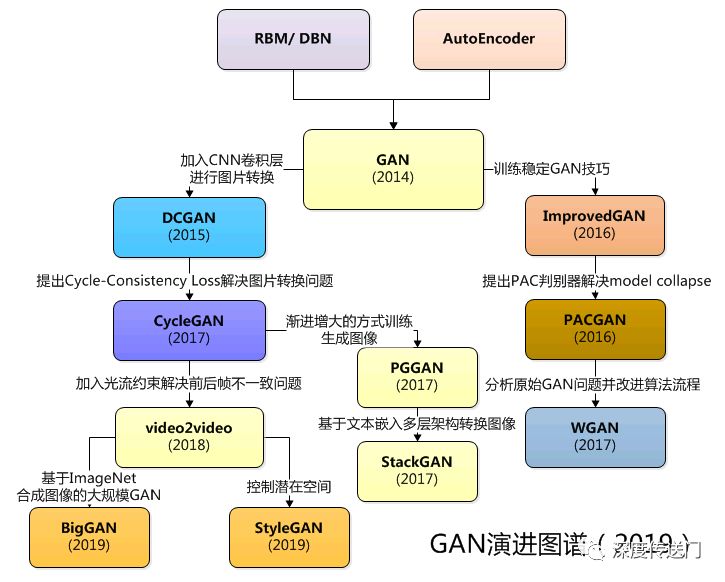 RBM/ DBN
AutoEncoder
GAN
(2014)
加入CNN卷积层
进行图片转换
训练稳定GAN技巧
DCGAN
(2015)
ImprovedGAN
(2016)
提出Cycle-Consistency Loss解决图片转换问题
提出PAC判别器解决model collapse
CycleGAN
(2017)
渐进增大的方式训练
生成图像
PACGAN
(2016)
PGGAN
(2017)
加入光流约束解决前后帧不一致问题
分析原始GAN问题并改进算法流程
video2video
(2018)
基于文本嵌入多层架构转换图像
WGAN
(2017)
StackGAN
(2017)
基于ImageNet
合成图像的大规模GAN
控制潜在空间
BigGAN
(2019)
StyleGAN
(2019)
GAN演进图谱（2019）
深度传送门